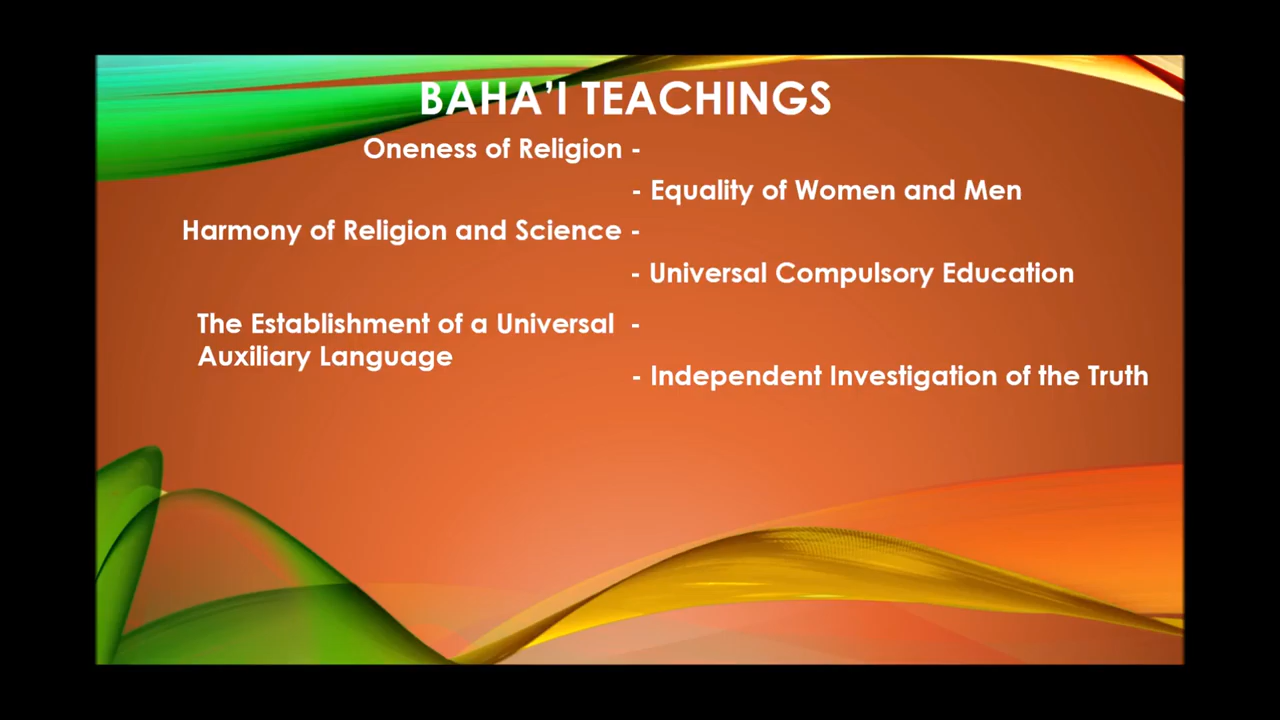 BAHA'I TEACHINGS
Oneness of Religion -
- Equality of Women and Men
Harmony of Religion and Science -
- Universal Compulsory Education
The Establishment of a Universal -
Auxiliary Language
- Independent Investigation of the Truth